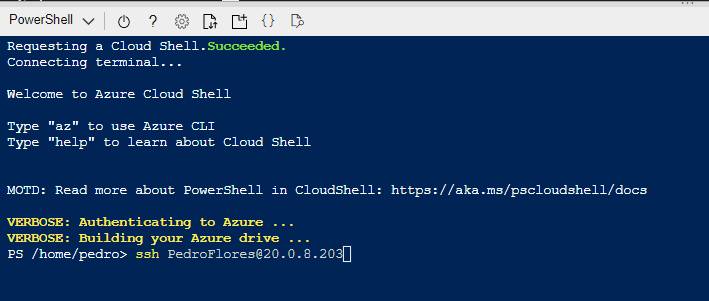 PowerShell
Requesting a Cloud Shell.Succeeded.
Connecting terminal...
Welcome to Azure Cloud Shell
Type "az" to use Azure CLI
Type "help" to learn about Cloud Shell
MOTD: Read more about PowerShell in CloudShell: https://aka.ms/pscloudshell/docs
VERBOSE: Authenticating to Azure ...
VERBOSE: Building your Azure drive ...
PS /home/pedro> ssh PedroFlores@20.0.8.203